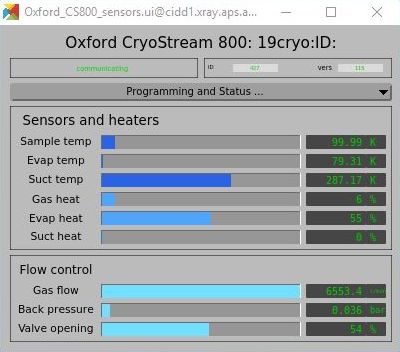 Oxford_CS800_sensors.ui@cidd1.xray.aps.a...
Oxford CryoStream 800: 19cryo:ID:
communicating
ID 427 vers 115
Programming and Status ...
Sensors and heaters
Sample temp 99.99 K
Evap temp 79.31 K
Suct temp 287.17 K
Gas heat 6 %
Evap heat 55 %
Suct heat 0 %
Flow control
Gas flow 6553.4
Back pressure 0.036 bar
Valve opening 54 %